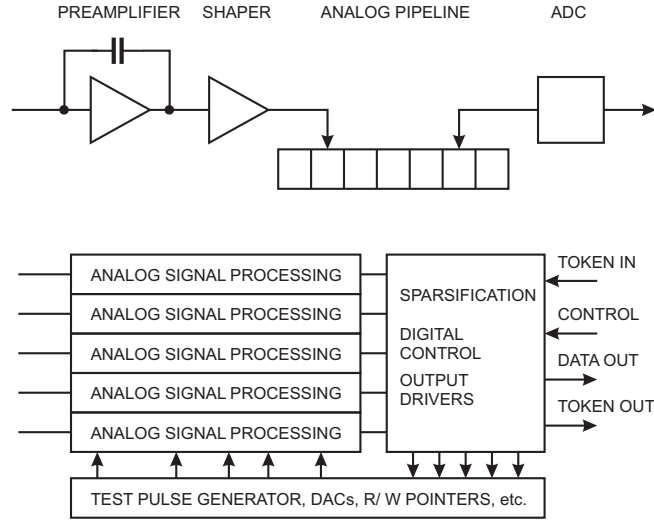 PREAMPLIFIER SHAPER ANALOG PIPELINE ADC
ANALOG SIGNAL PROCESSING
ANALOG SIGNAL PROCESSING
ANALOG SIGNAL PROCESSING
ANALOG SIGNAL PROCESSING
ANALOG SIGNAL PROCESSING
SPARSIFICATION
DIGITAL
CONTROL
OUTPUT
DRIVERS
TOKEN IN
CONTROL
DATA OUT
TOKEN OUT
TEST PULSE GENERATOR, DACs, R/ W POINTERS, etc.